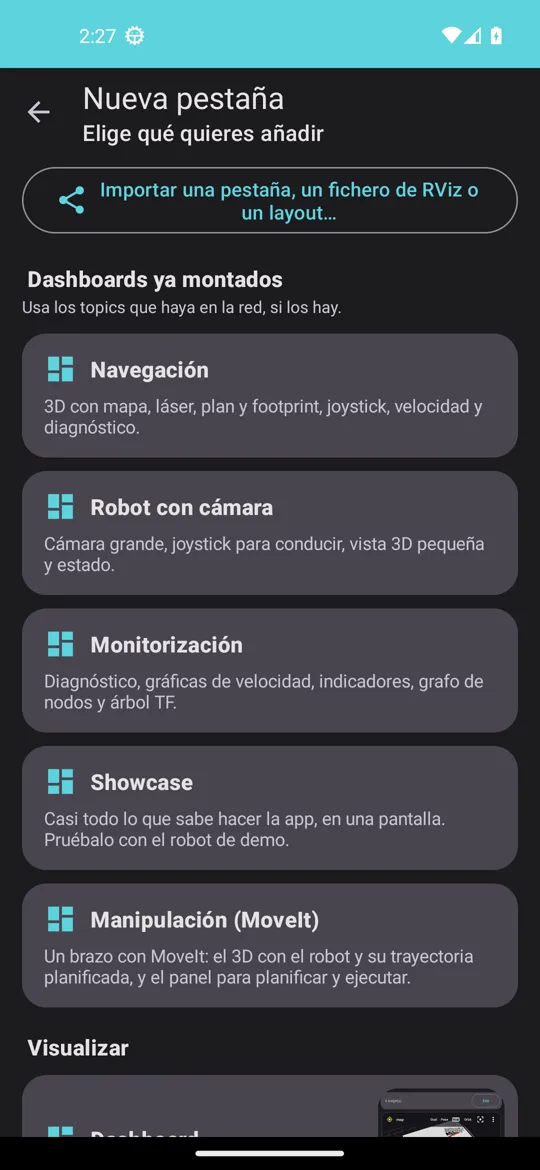 2:27
Nueva pestaña
Elige qué quieres añadir
Importar una pestaña, un fichero de RViz o
un layout…
Dashboards ya montados
Usa los topics que haya en la red, si los hay.
Navegación
3D con mapa, láser, plan y footprint, joystick, velocidad y
diagnóstico.
Robot con cámara
Cámara grande, joystick para conducir, vista 3D pequeña
y estado.
Monitorización
Diagnóstico, gráficas de velocidad, indicadores, grafo de
nodos y árbol TF.
Showcase
Casi todo lo que sabe hacer la app, en una pantalla.
Pruébalo con el robot de demo.
Manipulación (MoveIt)
Un brazo con MoveIt: el 3D con el robot y su trayectoria
planificada, y el panel para planificar y ejecutar.
Visualizar
Dashboard